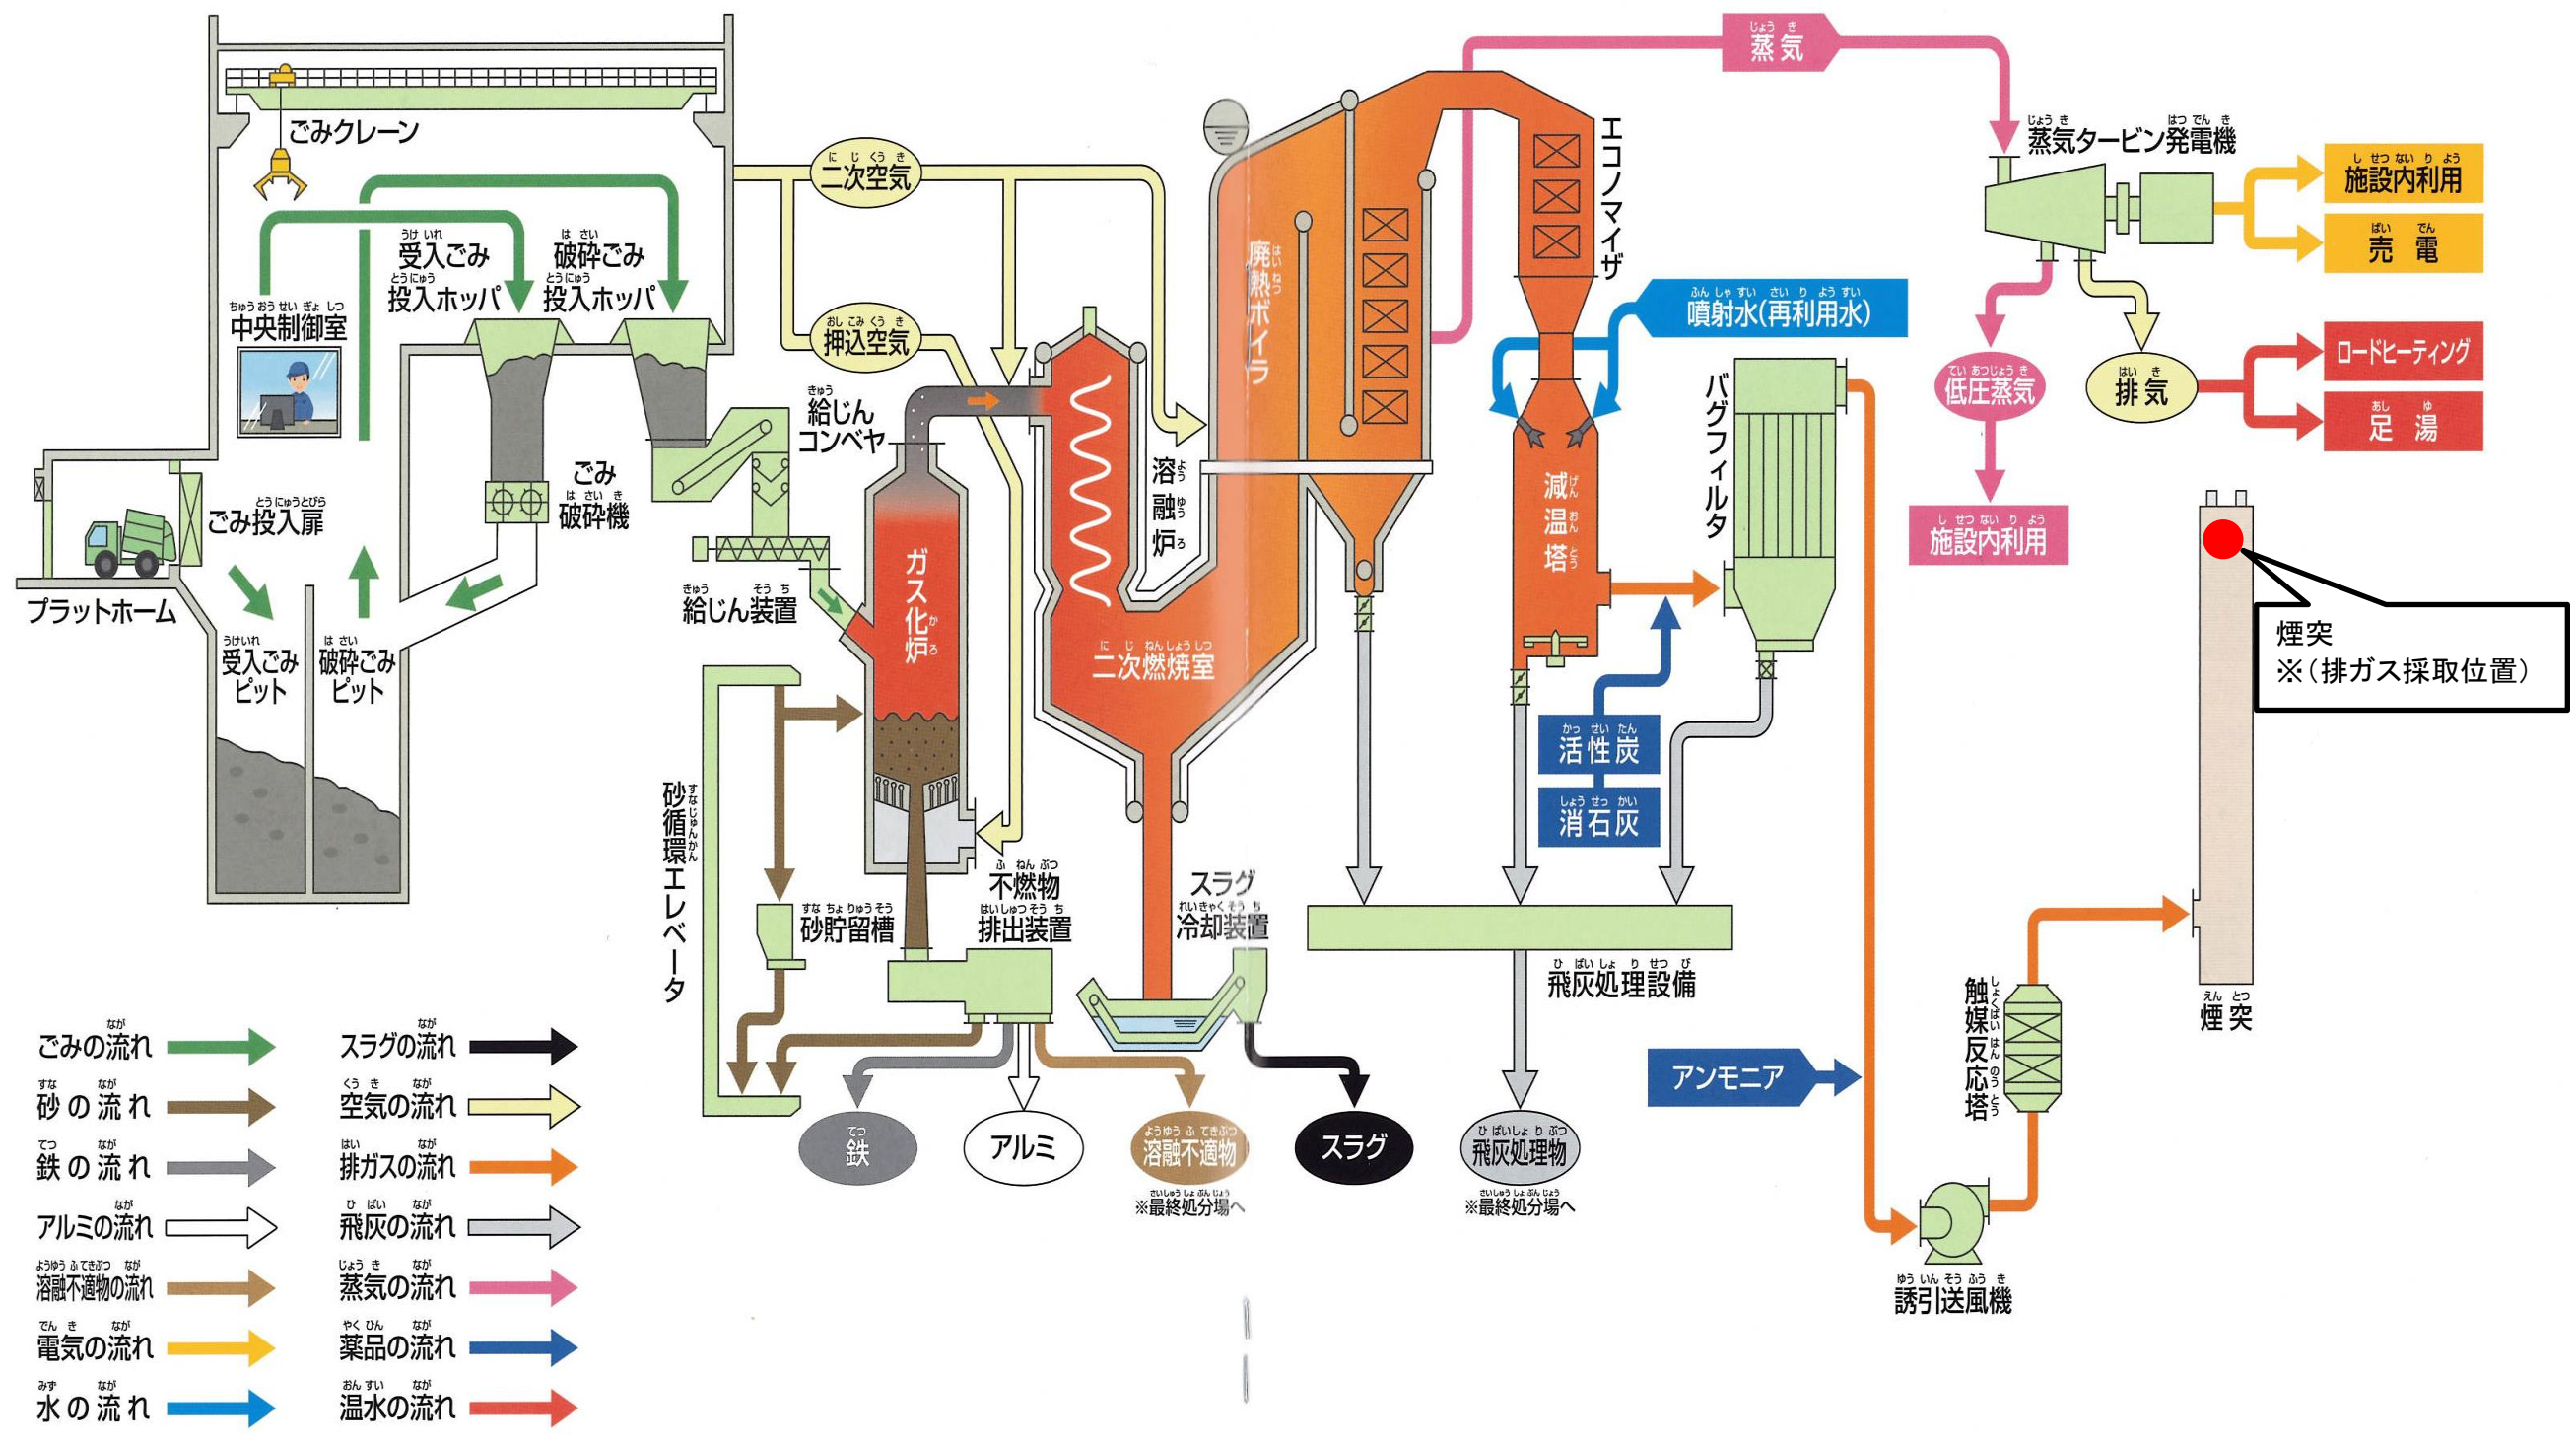 ごみクレーン
受入ごみ
投入ホッパ
破砕ごみ
投入ホッパ
中央制御室
ごみ投入扉
プラットホーム
受入ごみ
ピット
破砕ごみ
ピット
ごみ
破砕機
二次空気
押込空気
給じん
コンベヤ
給じん装置
ガス化炉
溶融炉
二次燃焼室
廃熱ボイラ
エコノマイザ
蒸気
蒸気タービン発電機
施設内利用
売電
低圧蒸気
施設内利用
排気
ロードヒーティング
足湯
噴射水(再利用水)
減温塔
バグフィルタ
活性炭
消石灰
砂循環エレベータ
砂貯留槽
不燃物
排出装置
スラグ
冷却装置
飛灰処理設備
アンモニア
触媒反応塔
誘引送風機
煙突
煙突
※(排ガス採取位置)
鉄
アルミ
溶融不適物
※最終処分場へ
スラグ
飛灰処理物
※最終処分場へ
ごみの流れ
砂の流れ
鉄の流れ
アルミの流れ
溶融不適物の流れ
電気の流れ
水の流れ
スラグの流れ
空気の流れ
排ガスの流れ
飛灰の流れ
蒸気の流れ
薬品の流れ
温水の流れ